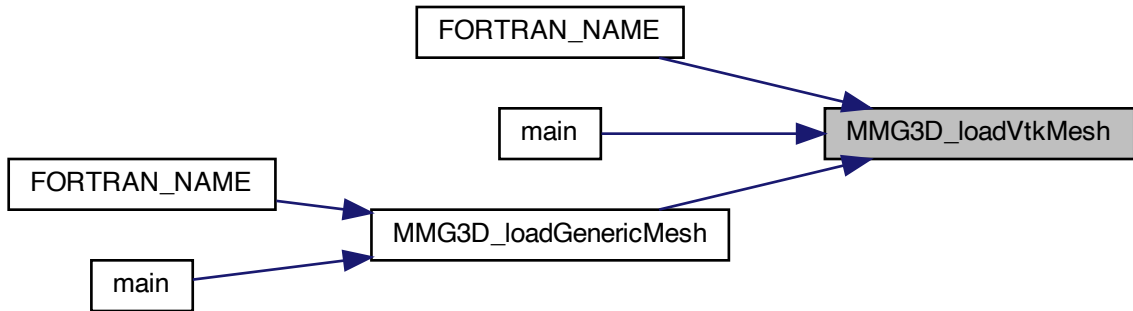 FORTRAN_NAME
main
MMG3D_loadVtkMesh
FORTRAN_NAME
MMG3D_loadGenericMesh
main